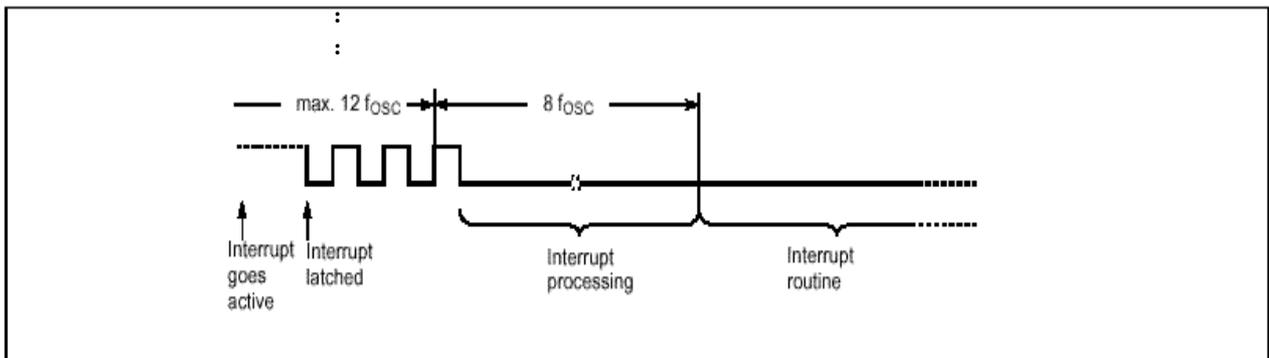 :
:
max. 12 fOSC
8 fOSC
Interrupt
goes
active
Interrupt
latched
Interrupt
processing
Interrupt
routine